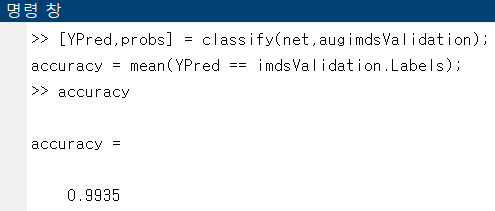 명령 창
>> [YPred,probs] = classify(net,augimdsValidation);
accuracy = mean(YPred == imdsValidation.Labels);
>> accuracy
accuracy =
0.9935